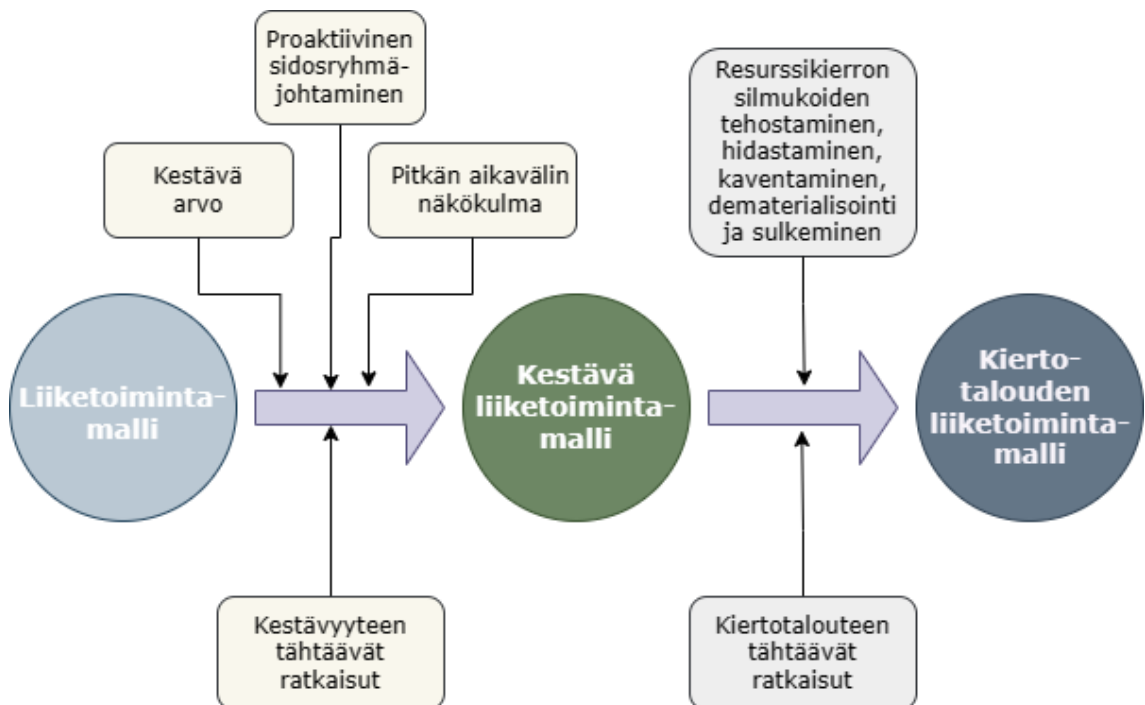 Proaktiivinen
sidosryhmä-
johtaminen
Kestävä
arvo
Pitkän aikavälin
näkökulma
Resurssikierron
silmukoiden
tehostaminen,
hidastaminen,
kaventaminen,
dematerialisointi
ja sulkeminen
Liiketoiminta-
malli
Kestävä
liiketoiminta-
malli
Kierto-
talouden
liiketoiminta-
malli
Kestävyyteen
tähtäävät
ratkaisut
Kiertotalouteen
tähtäävät
ratkaisut